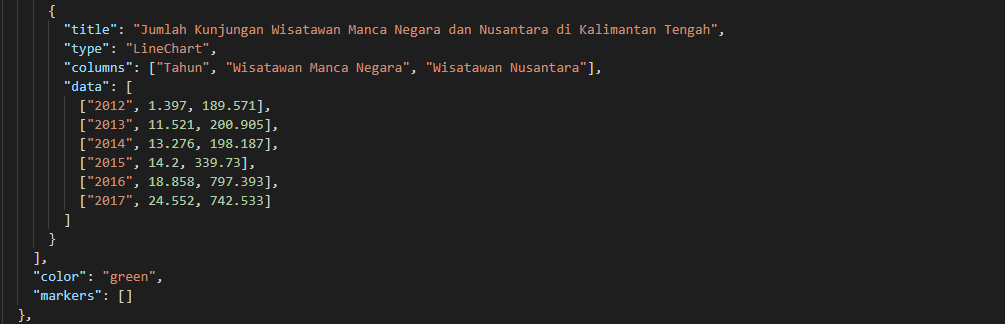 {
"title": "Jumlah Kunjungan Wisatawan Manca Negara dan Nusantara di Kalimantan Tengah",
"type": "LineChart",
"columns": ["Tahun", "Wisatawan Manca Negara", "Wisatawan Nusantara"],
"data": [
["2012", 1.397, 189.571],
["2013", 11.521, 200.905],
["2014", 13.276, 198.187],
["2015", 14.2, 339.73],
["2016", 18.858, 797.393],
["2017", 24.552, 742.533]
]
}
],
"color": "green",
"markers": []
},